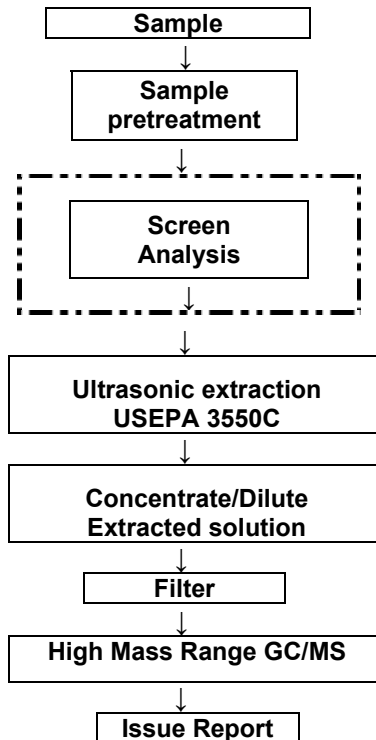 Sample
↓
Sample
pretreatment
↓
Screen
Analysis
↓
↓
Ultrasonic extraction
USEPA 3550C
↓
Concentrate/Dilute
Extracted solution
↓
Filter
↓
High Mass Range GC/MS
↓
Issue Report